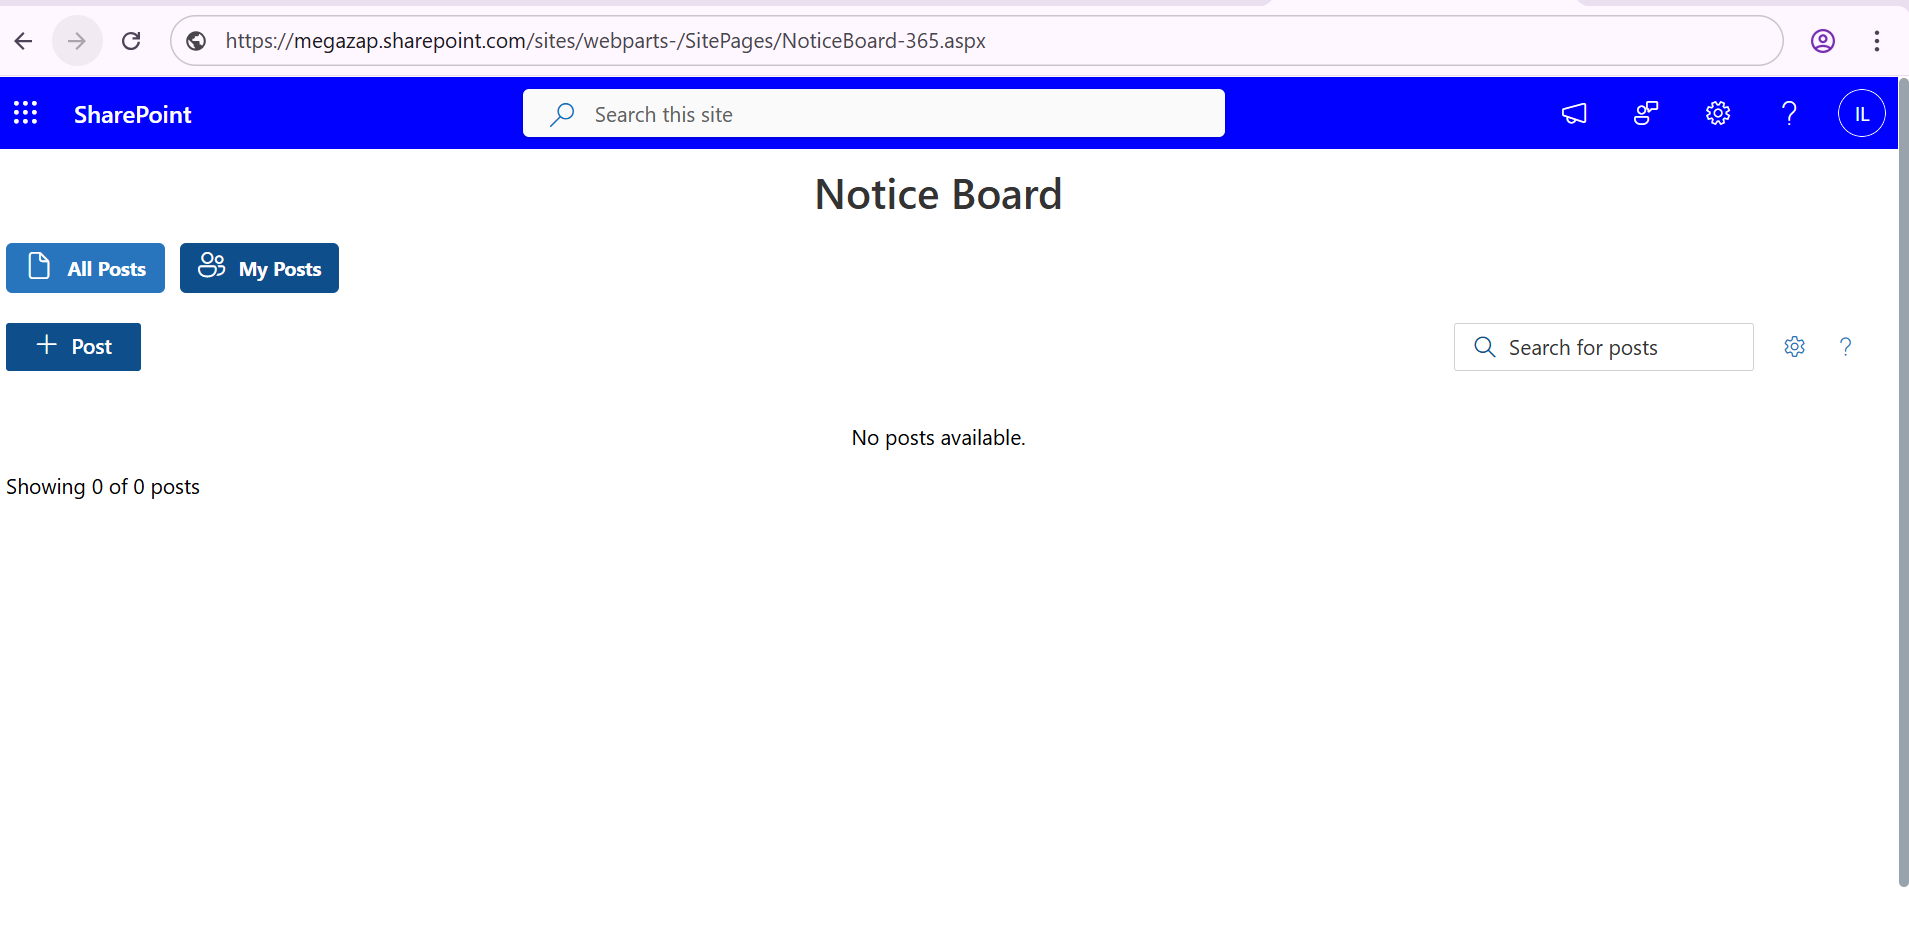 https://megazap.sharepoint.com/sites/webparts-/SitePages/NoticeBoard-365.aspx
SharePoint
Search this site
IL
Notice Board
All Posts
My Posts
Post
Search for posts
No posts available.
Showing 0 of 0 posts